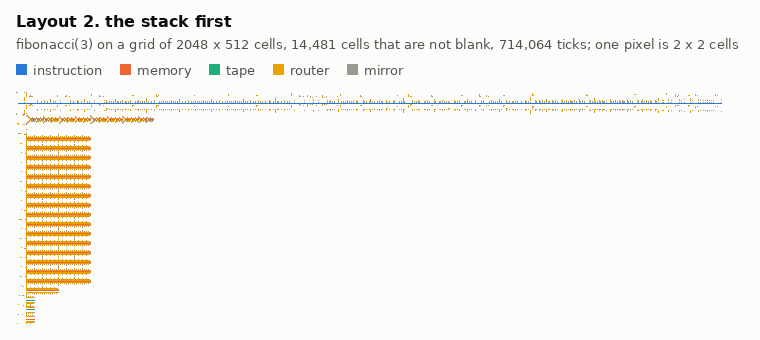 Layout 2. the stack first
fibonacci(3) on a grid of 2048 x 512 cells, 14,481 cells that are not blank, 714,064 ticks; one pixel is 2 x 2 cells
instruction memory tape router mirror